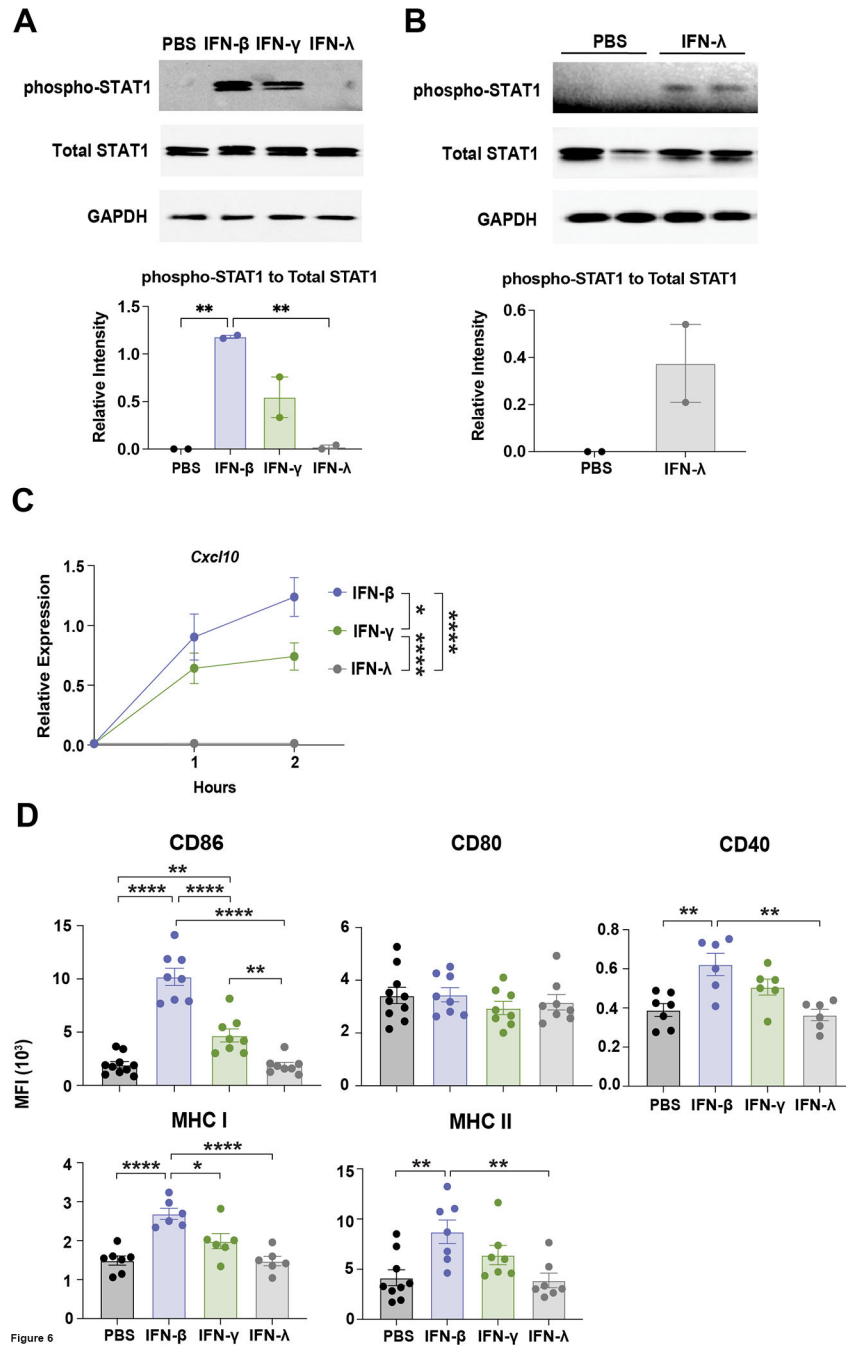 A
PBS IFN-β IFN-γ IFN-λ
phospho-STAT1
Total STAT1
GAPDH
phospho-STAT1 to Total STAT1
Relative Intensity
1.5
1.0
0.5
0.0
** **
PBS IFN-β IFN-γ IFN-λ
B
PBS IFN-λ
phospho-STAT1
Total STAT1
GAPDH
phospho-STAT1 to Total STAT1
Relative Intensity
0.6
0.4
0.2
0.0
PBS IFN-λ
C
Cxcl10
Relative Expression
1.5
1.0
0.5
0.0
1 2
Hours
IFN-β
IFN-γ
IFN-λ
*
****
****
D
MFI (10³)
CD86
**
**** ****
****
**
15
10
5
0
CD80
6
4
2
0
CD40
** **
0.8
0.6
0.4
0.2
0.0
PBS IFN-β IFN-γ IFN-λ
MHC I
****
**** *
4
3
2
1
0
PBS IFN-β IFN-γ IFN-λ
MHC II
** **
15
10
5
0
PBS IFN-β IFN-γ IFN-λ
Figure 6